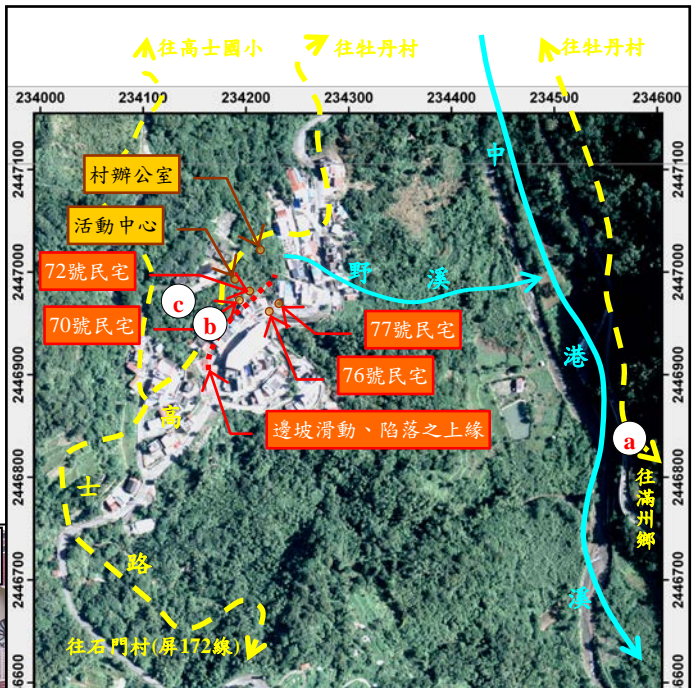 往高士國小
往牡丹村
往牡丹村
234000
234100
234200
234300
234400
234500
234600
2447100
2447000
2446900
2446800
2446700
6600
村辦公室
活動中心
72號民宅
70號民宅
c
b
77號民宅
76號民宅
邊坡滑動、陷落之上緣
野溪
中港溪
a
往滿州鄉
高士路
往石門村(屏172線)